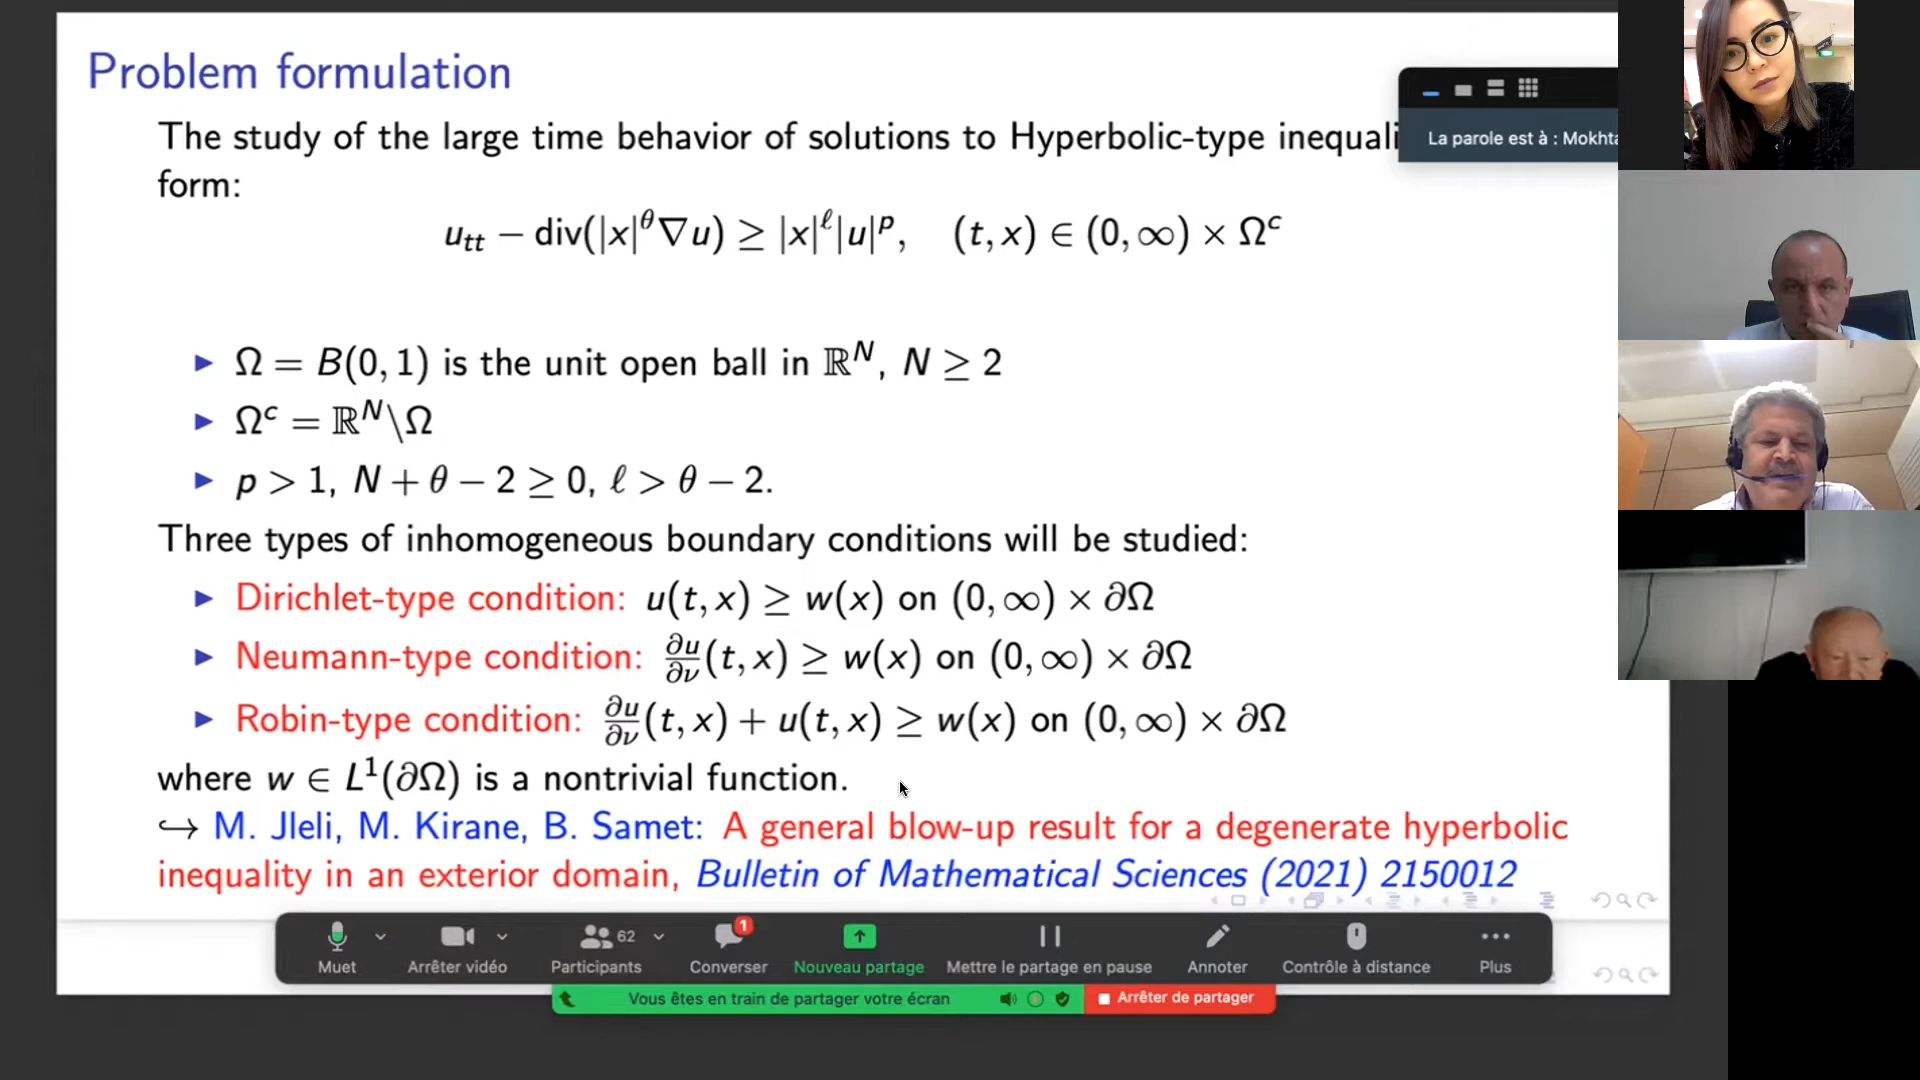 Problem formulation
The study of the large time behavior of solutions to Hyperbolic-type inequali
form:
u_tt − div(|x|^θ ∇u) ≥ |x|^ℓ |u|^p, (t, x) ∈ (0, ∞) × Ω^c
▶ Ω = B(0, 1) is the unit open ball in ℝ^N, N ≥ 2
▶ Ω^c = ℝ^N\Ω
▶ p > 1, N + θ − 2 ≥ 0, ℓ > θ − 2.
Three types of inhomogeneous boundary conditions will be studied:
▶ Dirichlet-type condition: u(t, x) ≥ w(x) on (0, ∞) × ∂Ω
▶ Neumann-type condition: ∂u/∂ν(t, x) ≥ w(x) on (0, ∞) × ∂Ω
▶ Robin-type condition: ∂u/∂ν(t, x) + u(t, x) ≥ w(x) on (0, ∞) × ∂Ω
where w ∈ L^1(∂Ω) is a nontrivial function.
↪ M. Jleli, M. Kirane, B. Samet: A general blow-up result for a degenerate hyperbolic
inequality in an exterior domain, Bulletin of Mathematical Sciences (2021) 2150012
La parole est à : Mokhta
1
62
Muet Arrêter vidéo Participants Converser Nouveau partage Mettre le partage en pause Annoter Contrôle à distance Plus
Vous êtes en train de partager votre écran Arrêter de partager